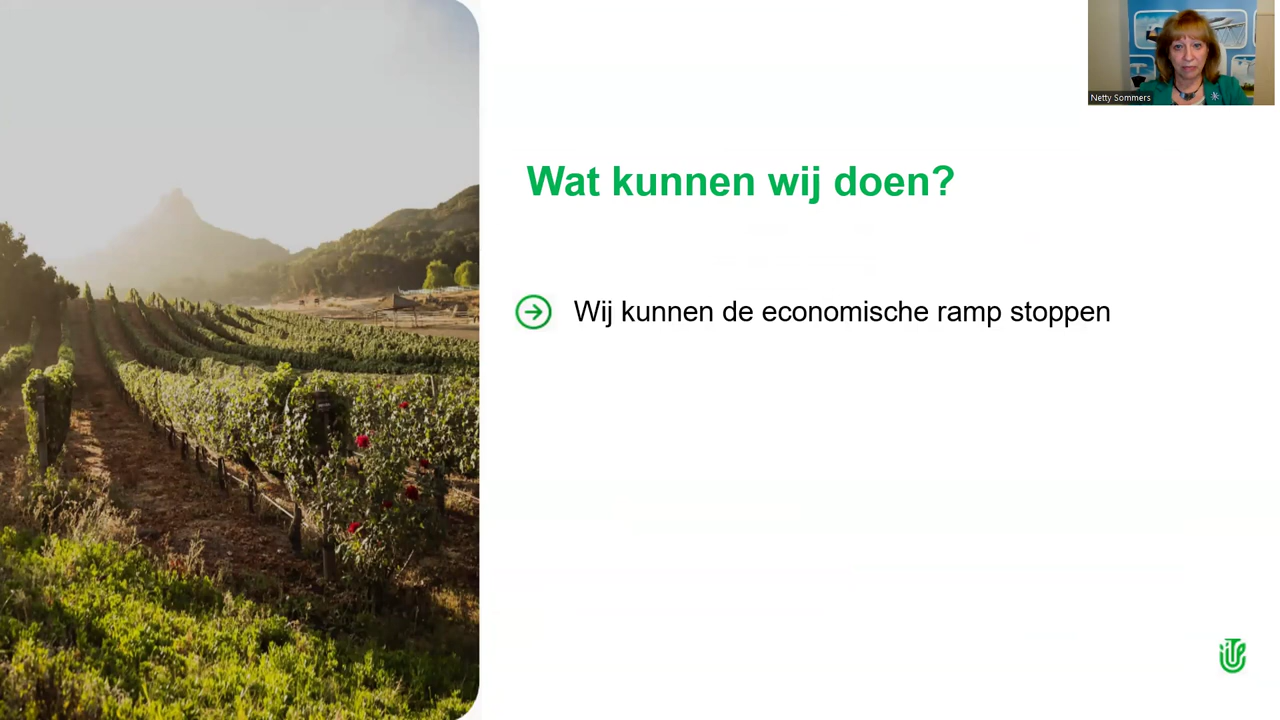 Netty Sommers
Wat kunnen wij doen?
Wij kunnen de economische ramp stoppen